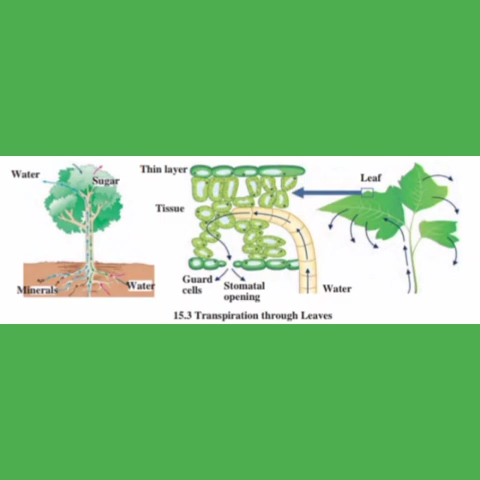 Water
Sugar
Minerals
Water
Thin layer
Tissue
Guard
cells
Stomatal
opening
Water
Leaf
15.3 Transpiration through Leaves